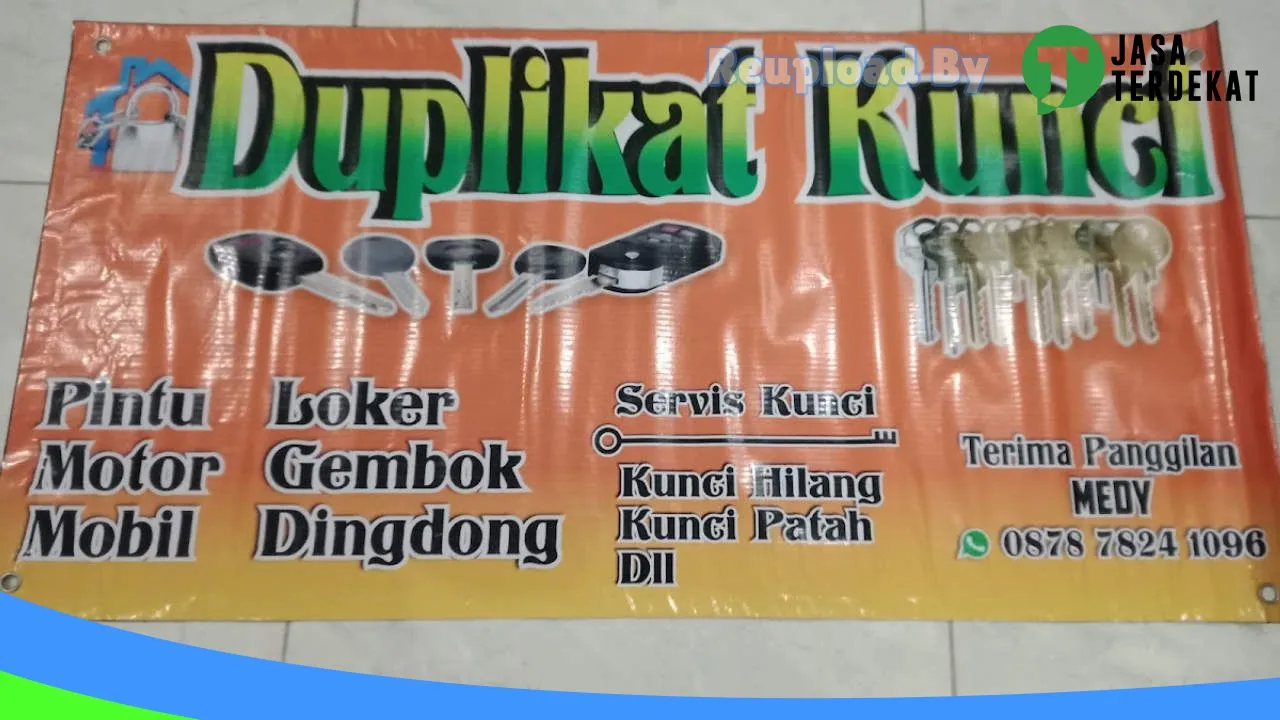 Duplikat Kunci
Reupload By
JASA
TERDEKAT
Pintu
Motor
Mobil
Loker
Gembok
Dingdong
Servis Kunci
Kunci Hilang
Kunci Patah
Dll
Terima Panggilan
MEDY
0878 7824 1096